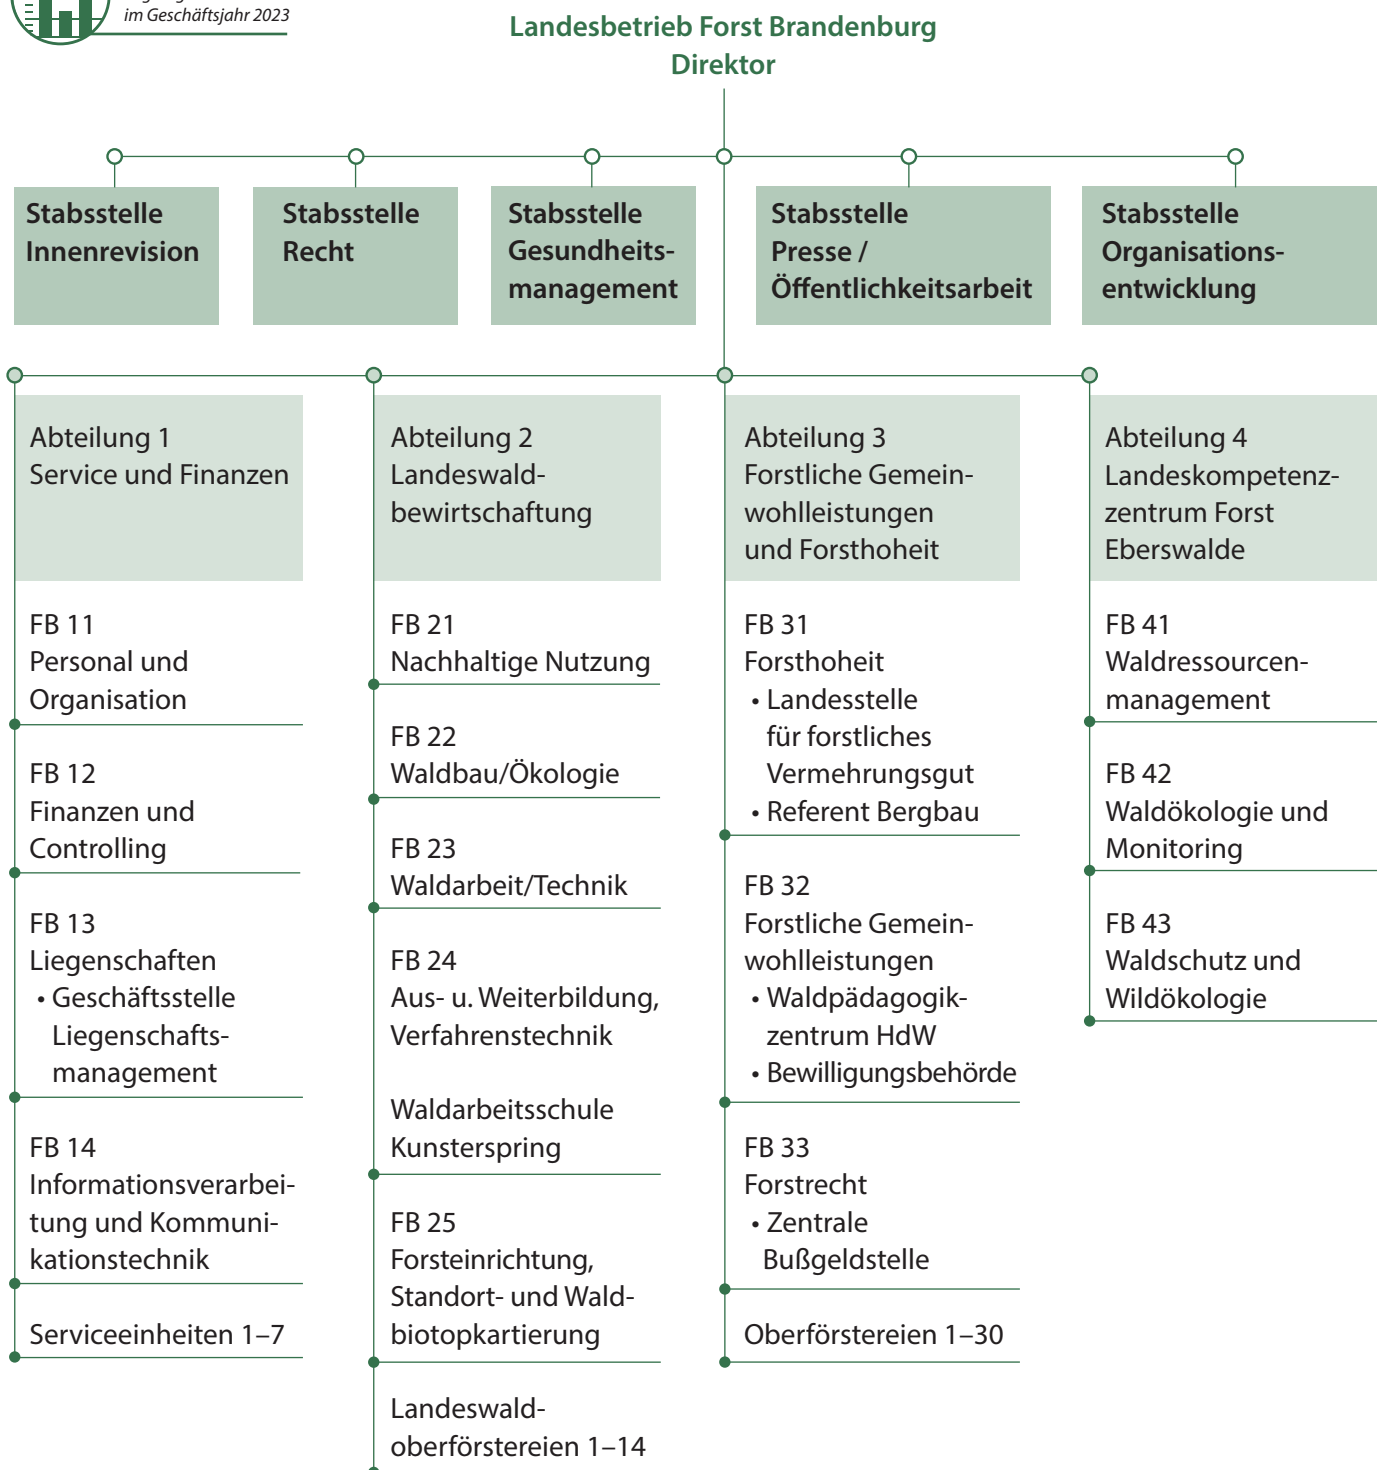 im Geschäftsjahr 2023
Landesbetrieb Forst Brandenburg
Direktor
Stabsstelle
Innenrevision
Stabsstelle
Recht
Stabsstelle
Gesundheits-
management
Stabsstelle
Presse /
Öffentlichkeitsarbeit
Stabsstelle
Organisations-
entwicklung
Abteilung 1
Service und Finanzen
FB 11
Personal und
Organisation
FB 12
Finanzen und
Controlling
FB 13
Liegenschaften
• Geschäftsstelle
Liegenschafts-
management
FB 14
Informationsverarbei-
tung und Kommuni-
kationstechnik
Serviceeinheiten 1–7
Abteilung 2
Landeswald-
bewirtschaftung
FB 21
Nachhaltige Nutzung
FB 22
Waldbau/Ökologie
FB 23
Waldarbeit/Technik
FB 24
Aus- u. Weiterbildung,
Verfahrenstechnik
Waldarbeitsschule
Kunsterspring
FB 25
Forsteinrichtung,
Standort- und Wald-
biotopkartierung
Landeswald-
oberförstereien 1–14
Abteilung 3
Forstliche Gemein-
wohlleistungen
und Forsthoheit
FB 31
Forsthoheit
• Landesstelle
für forstliches
Vermehrungsgut
• Referent Bergbau
FB 32
Forstliche Gemein-
wohlleistungen
• Waldpädagogik-
zentrum HdW
• Bewilligungsbehörde
FB 33
Forstrecht
• Zentrale
Bußgeldstelle
Oberförstereien 1–30
Abteilung 4
Landeskompetenz-
zentrum Forst
Eberswalde
FB 41
Waldressourcen-
management
FB 42
Waldökologie und
Monitoring
FB 43
Waldschutz und
Wildökologie